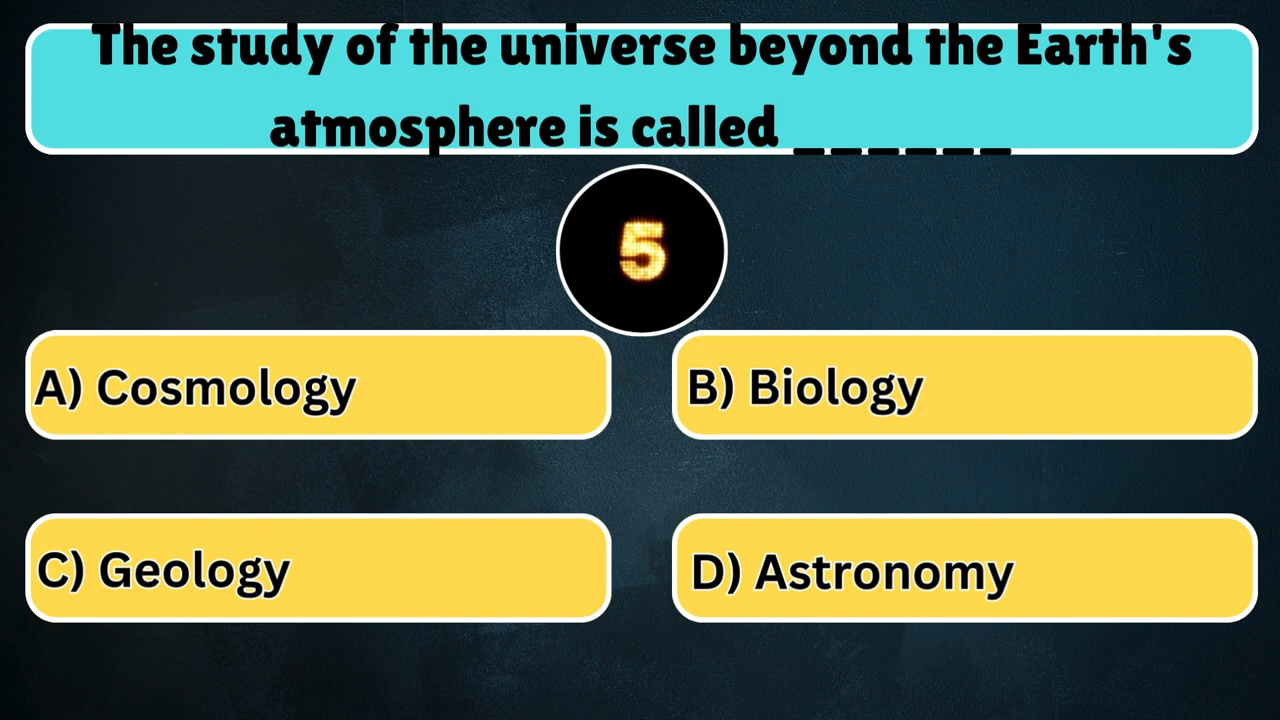 The study of the universe beyond the Earth's
atmosphere is called ______
5
A) Cosmology
B) Biology
C) Geology
D) Astronomy